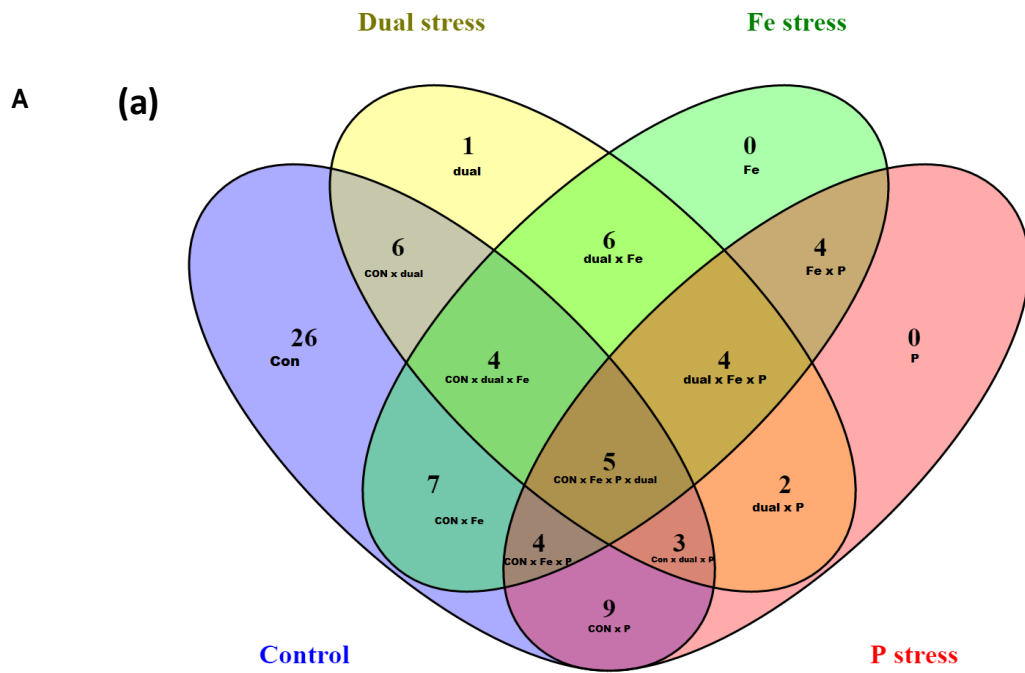 Dual stress
Fe stress
A
(a)
1
dual
0
Fe
6
CON x dual
6
dual x Fe
4
Fe x P
26
Con
4
CON x dual x Fe
4
dual x Fe x P
0
P
7
CON x Fe
5
CON x Fe x P x dual
2
dual x P
4
CON x Fe x P
3
Con x dual x P
9
CON x P
Control
P stress